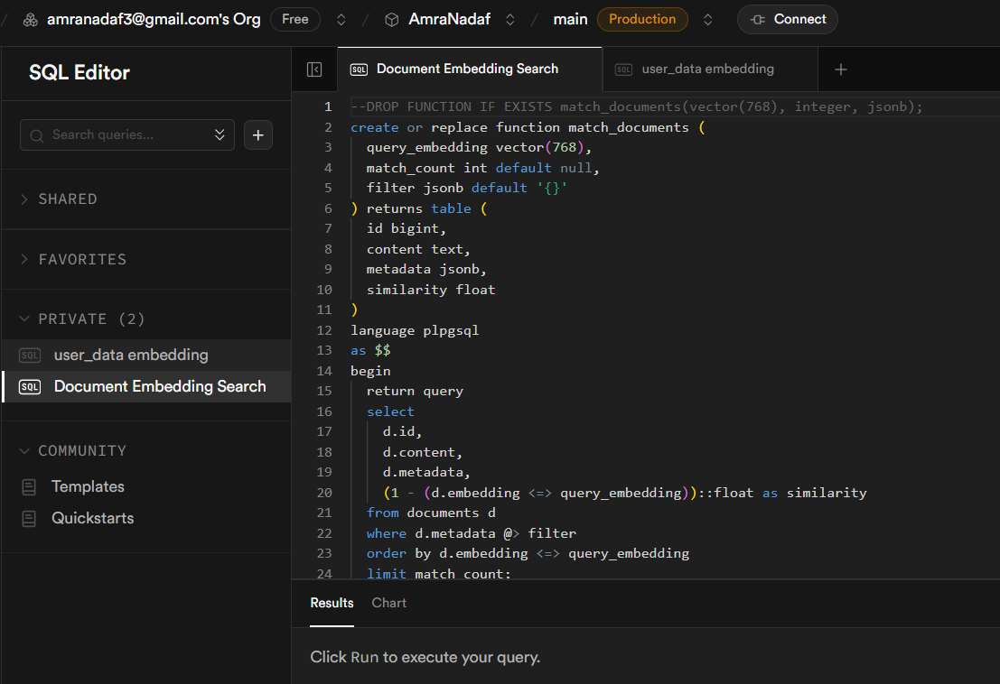 / amranadaf3@gmail.com's Org Free / AmraNadaf / main Production Connect
SQL Editor
Search queries...
SHARED
FAVORITES
PRIVATE (2)
SQL user_data embedding
SQL Document Embedding Search
COMMUNITY
Templates
Quickstarts
SQL Document Embedding Search SQL user_data embedding +
1 --DROP FUNCTION IF EXISTS match_documents(vector(768), integer, jsonb);
2 create or replace function match_documents (
3   query_embedding vector(768),
4   match_count int default null,
5   filter jsonb default '{}'
6 ) returns table (
7   id bigint,
8   content text,
9   metadata jsonb,
10   similarity float
11 )
12 language plpgsql
13 as $$
14 begin
15   return query
16   select
17     d.id,
18     d.content,
19     d.metadata,
20     (1 - (d.embedding <=> query_embedding))::float as similarity
21   from documents d
22   where d.metadata @> filter
23   order by d.embedding <=> query_embedding
24   limit match_count;
Results Chart
Click Run to execute your query.